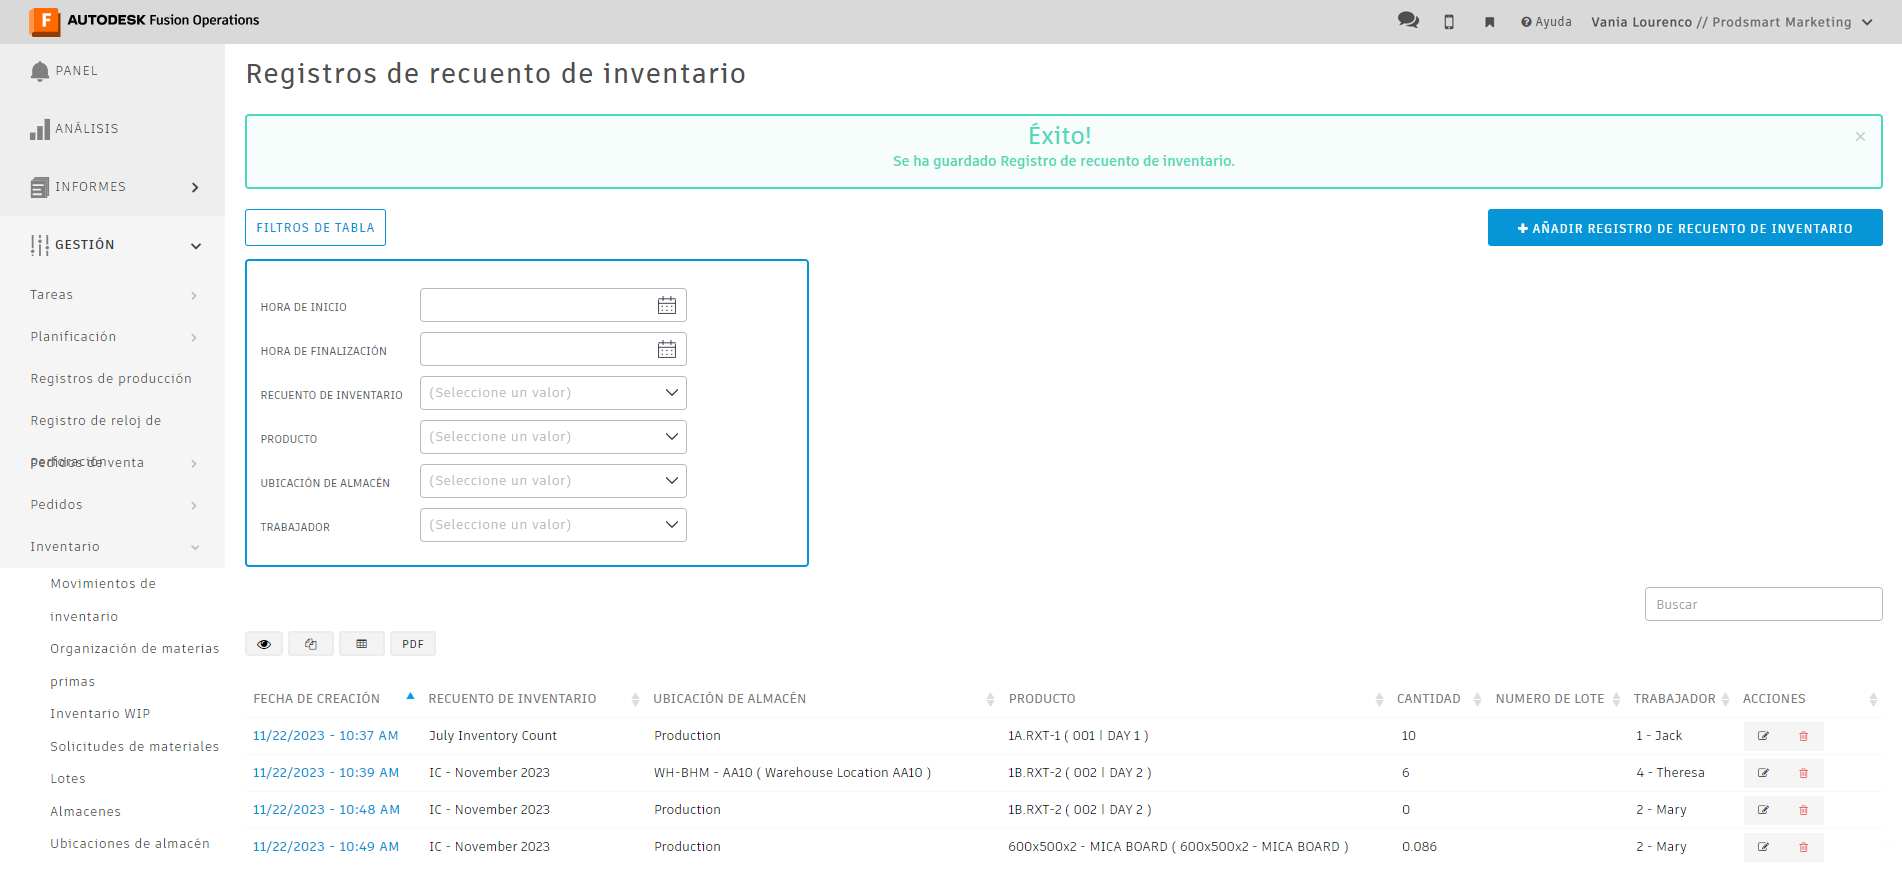 AUTODESK Fusion Operations
Ayuda
Vania Lourenco // Prodsmart Marketing
PANEL
ANÁLISIS
INFORMES
GESTIÓN
Tareas
Planificación
Registros de producción
Registro de reloj de
perforación
Pedidos de venta
Pedidos
Inventario
Movimientos de
inventario
Organización de materias
primas
Inventario WIP
Solicitudes de materiales
Lotes
Almacenes
Ubicaciones de almacén
Registros de recuento de inventario
Éxito!
×
Se ha guardado Registro de recuento de inventario.
FILTROS DE TABLA
+ AÑADIR REGISTRO DE RECUENTO DE INVENTARIO
HORA DE INICIO
HORA DE FINALIZACIÓN
RECUENTO DE INVENTARIO (Seleccione un valor)
PRODUCTO (Seleccione un valor)
UBICACIÓN DE ALMACÉN (Seleccione un valor)
TRABAJADOR (Seleccione un valor)
Buscar
PDF
FECHA DE CREACIÓN RECUENTO DE INVENTARIO UBICACIÓN DE ALMACÉN PRODUCTO CANTIDAD NUMERO DE LOTE TRABAJADOR ACCIONES
11/22/2023 - 10:37 AM July Inventory Count Production 1A.RXT-1 ( 001 | DAY 1 ) 10 1 - Jack
11/22/2023 - 10:39 AM IC - November 2023 WH-BHM - AA10 ( Warehouse Location AA10 ) 1B.RXT-2 ( 002 | DAY 2 ) 6 4 - Theresa
11/22/2023 - 10:48 AM IC - November 2023 Production 1B.RXT-2 ( 002 | DAY 2 ) 0 2 - Mary
11/22/2023 - 10:49 AM IC - November 2023 Production 600x500x2 - MICA BOARD ( 600x500x2 - MICA BOARD ) 0.086 2 - Mary